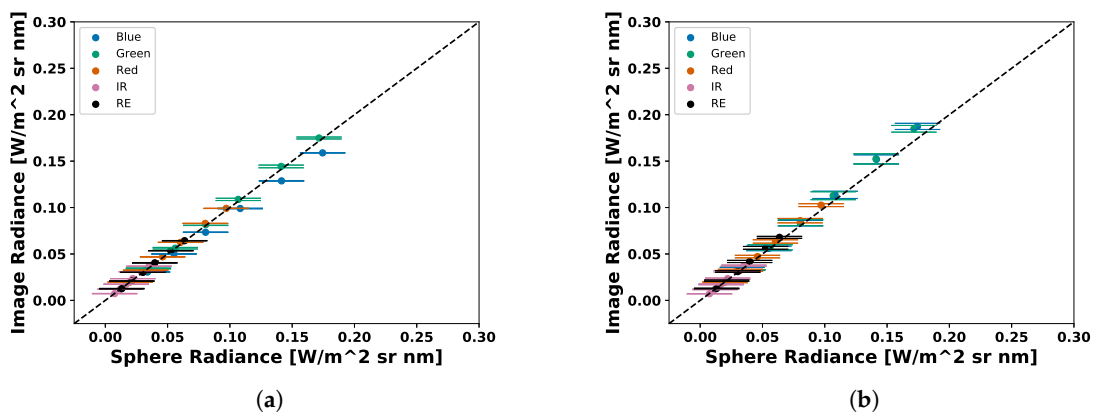 0.30
0.25
0.20
0.15
0.10
0.05
0.00
Image Radiance [W/m^2 sr nm]
Blue
Green
Red
IR
RE
0.00 0.05 0.10 0.15 0.20 0.25 0.30
Sphere Radiance [W/m^2 sr nm]
(a)
0.30
0.25
0.20
0.15
0.10
0.05
0.00
Image Radiance [W/m^2 sr nm]
Blue
Green
Red
IR
RE
0.00 0.05 0.10 0.15 0.20 0.25 0.30
Sphere Radiance [W/m^2 sr nm]
(b)